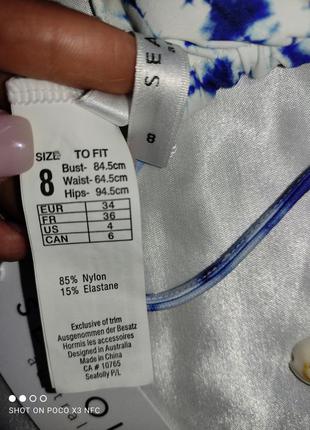 SEA
8
SIZE TO FIT
8 Bust- 84.5cm
Waist- 64.5cm
Hips- 94.5cm
EUR 34
FR 36
US 4
CAN 6
85% Nylon
15% Elastane
Exclusive of trim
Ausgenommen der Besatz
Hormis les accessoires
Designed in Australia
Made in China
CA # 10765
Seafolly P/L
SHOT ON POCO X3 NFC